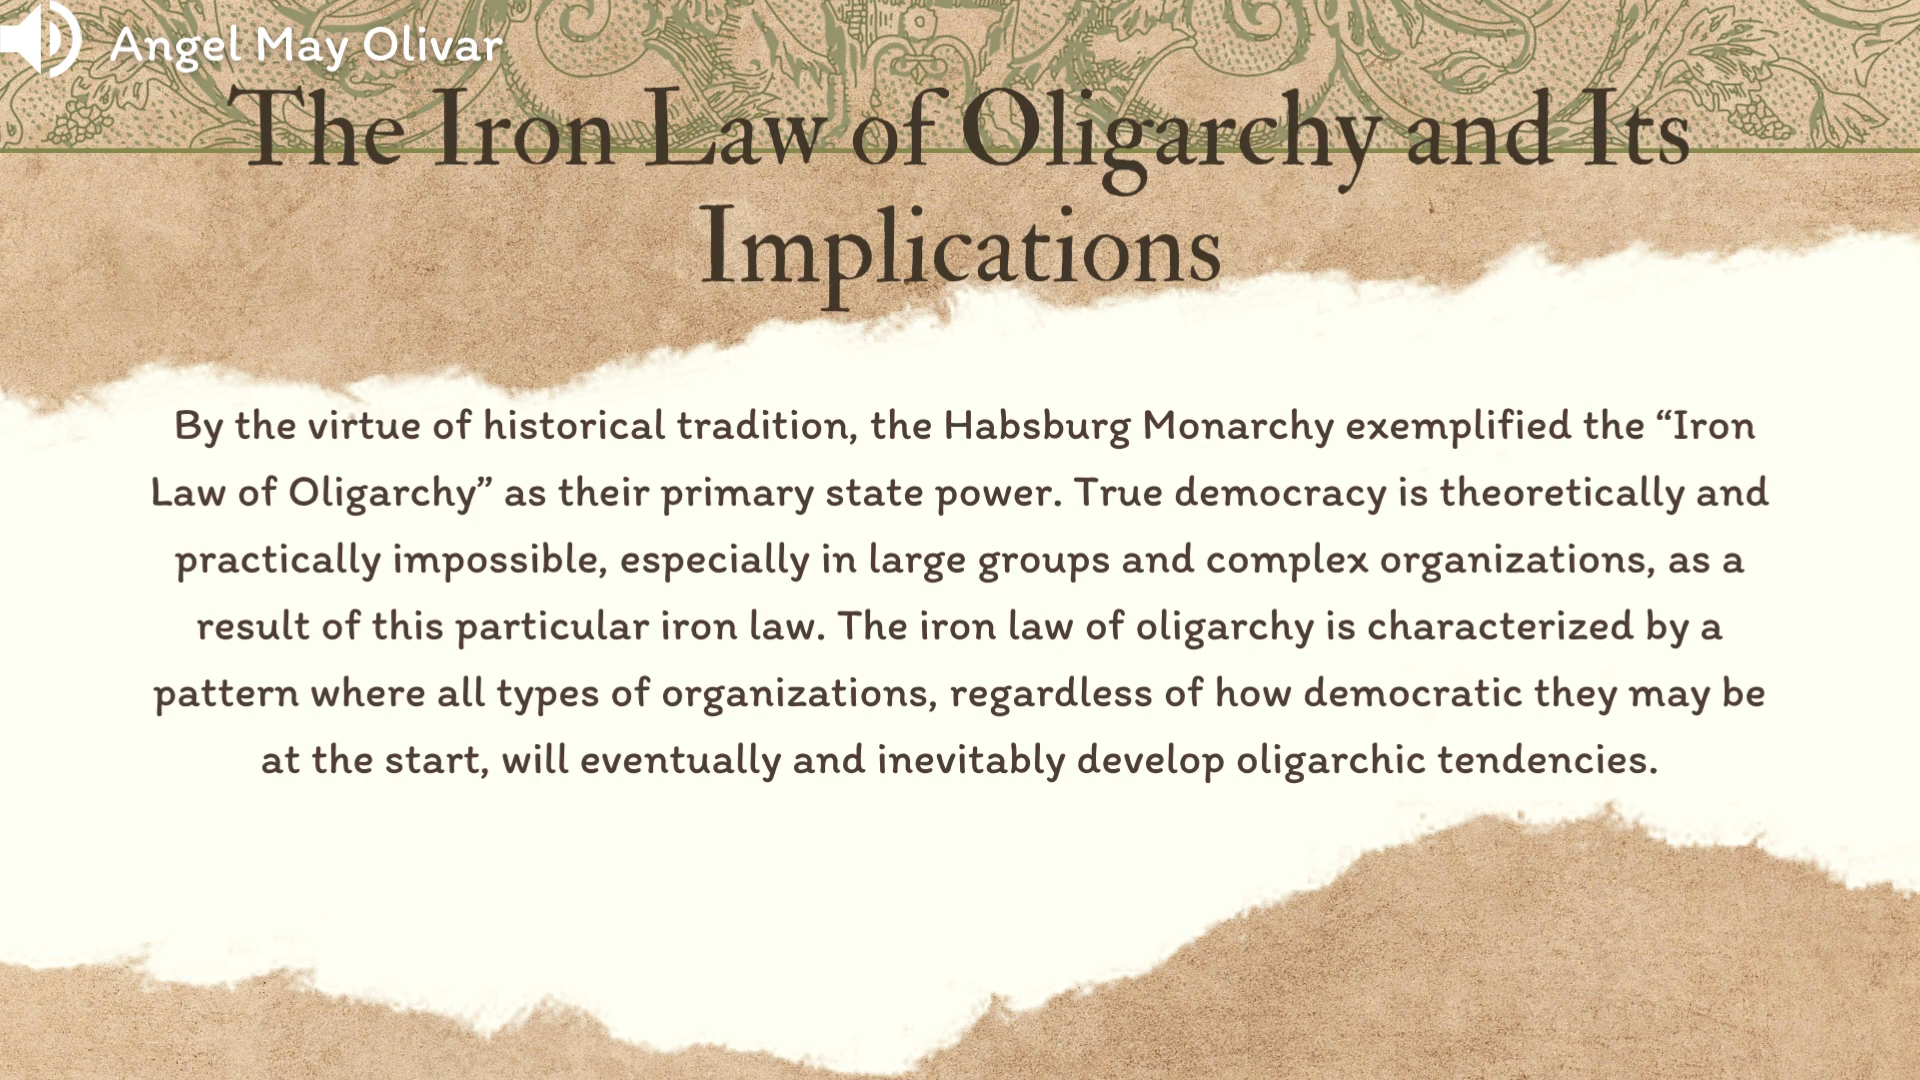 Angel May Olivar
The Iron Law of Oligarchy and Its
Implications
By the virtue of historical tradition, the Habsburg Monarchy exemplified the “Iron
Law of Oligarchy” as their primary state power. True democracy is theoretically and
practically impossible, especially in large groups and complex organizations, as a
result of this particular iron law. The iron law of oligarchy is characterized by a
pattern where all types of organizations, regardless of how democratic they may be
at the start, will eventually and inevitably develop oligarchic tendencies.